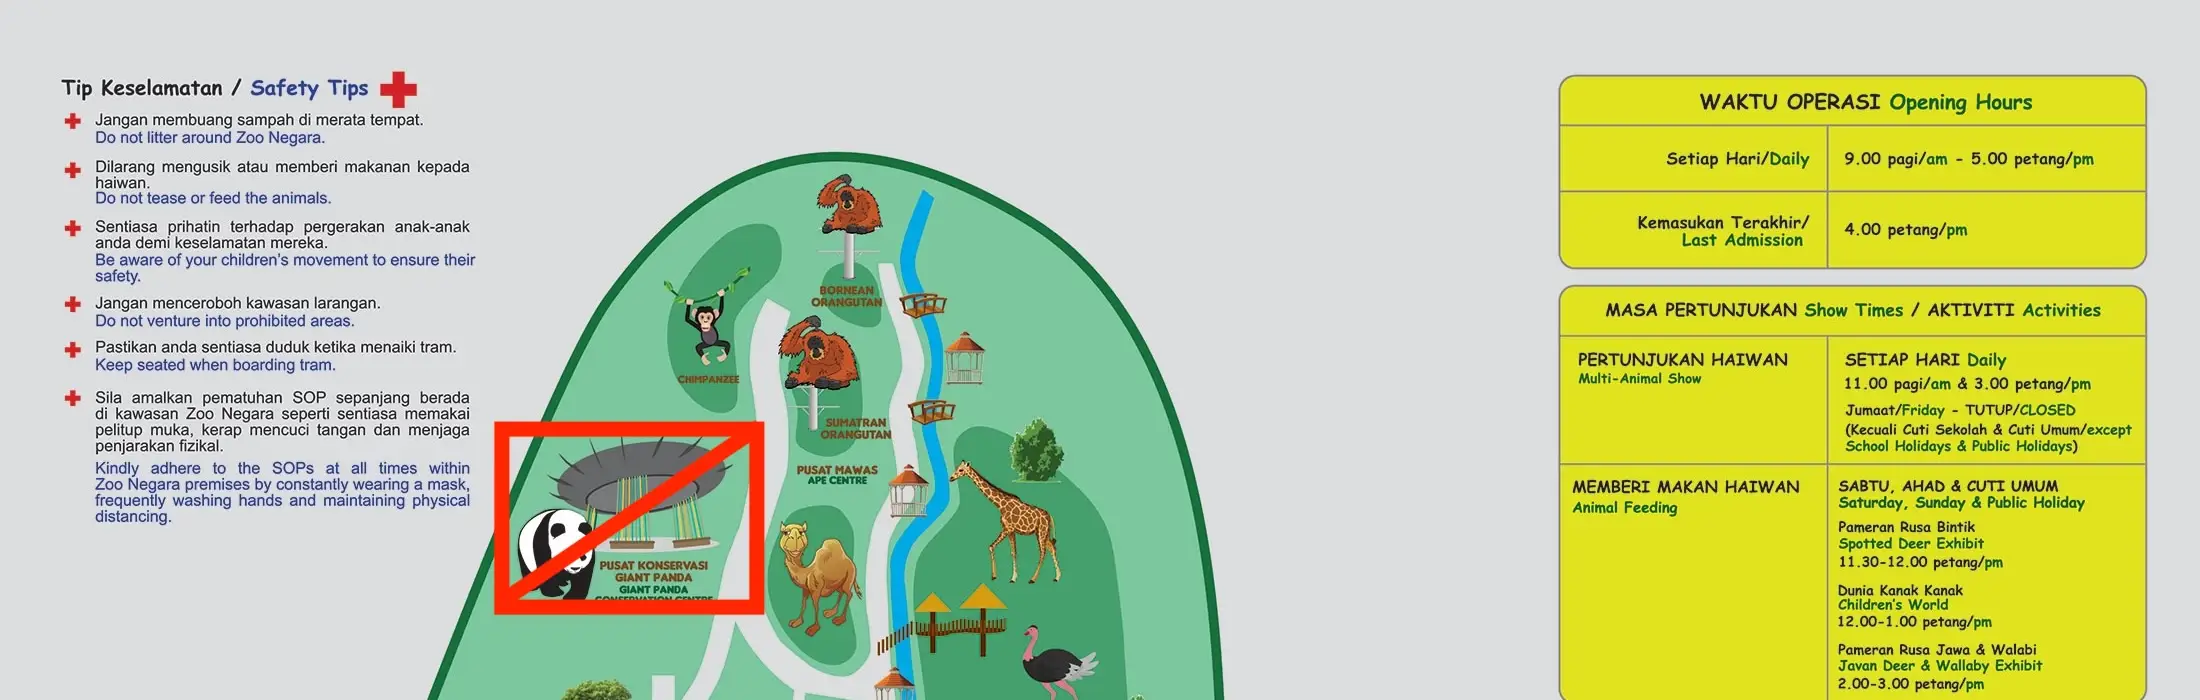 Tip Keselamatan / Safety Tips
Jangan membuang sampah di merata tempat.
Do not litter around Zoo Negara.
Dilarang mengusik atau memberi makanan kepada
haiwan.
Do not tease or feed the animals.
Sentiasa prihatin terhadap pergerakan anak-anak
anda demi keselamatan mereka.
Be aware of your children's movement to ensure their
safety.
Jangan menceroboh kawasan larangan.
Do not venture into prohibited areas.
Pastikan anda sentiasa duduk ketika menaiki tram.
Keep seated when boarding tram.
Sila amalkan pematuhan SOP sepanjang berada
di kawasan Zoo Negara seperti sentiasa memakai
pelitup muka, kerap mencuci tangan dan menjaga
penjarakan fizikal.
Kindly adhere to the SOPs at all times within
Zoo Negara premises by constantly wearing a mask,
frequently washing hands and maintaining physical
distancing.
BORNEAN
ORANGUTAN
CHIMPANZEE
SUMATRAN
ORANGUTAN
PUSAT MAWAS
APE CENTRE
PUSAT KONSERVASI
GIANT PANDA
GIANT PANDA
CONSERVATION CENTRE
WAKTU OPERASI Opening Hours
Setiap Hari/Daily
9.00 pagi/am - 5.00 petang/pm
Kemasukan Terakhir/
Last Admission
4.00 petang/pm
MASA PERTUNJUKAN Show Times / AKTIVITI Activities
PERTUNJUKAN HAIWAN
Multi-Animal Show
SETIAP HARI Daily
11.00 pagi/am & 3.00 petang/pm
Jumaat/Friday - TUTUP/CLOSED
(Kecuali Cuti Sekolah & Cuti Umum/except
School Holidays & Public Holidays)
MEMBERI MAKAN HAIWAN
Animal Feeding
SABTU, AHAD & CUTI UMUM
Saturday, Sunday & Public Holiday
Pameran Rusa Bintik
Spotted Deer Exhibit
11.30-12.00 petang/pm
Dunia Kanak Kanak
Children's World
12.00-1.00 petang/pm
Pameran Rusa Jawa & Walabi
Javan Deer & Wallaby Exhibit
2.00-3.00 petang/pm